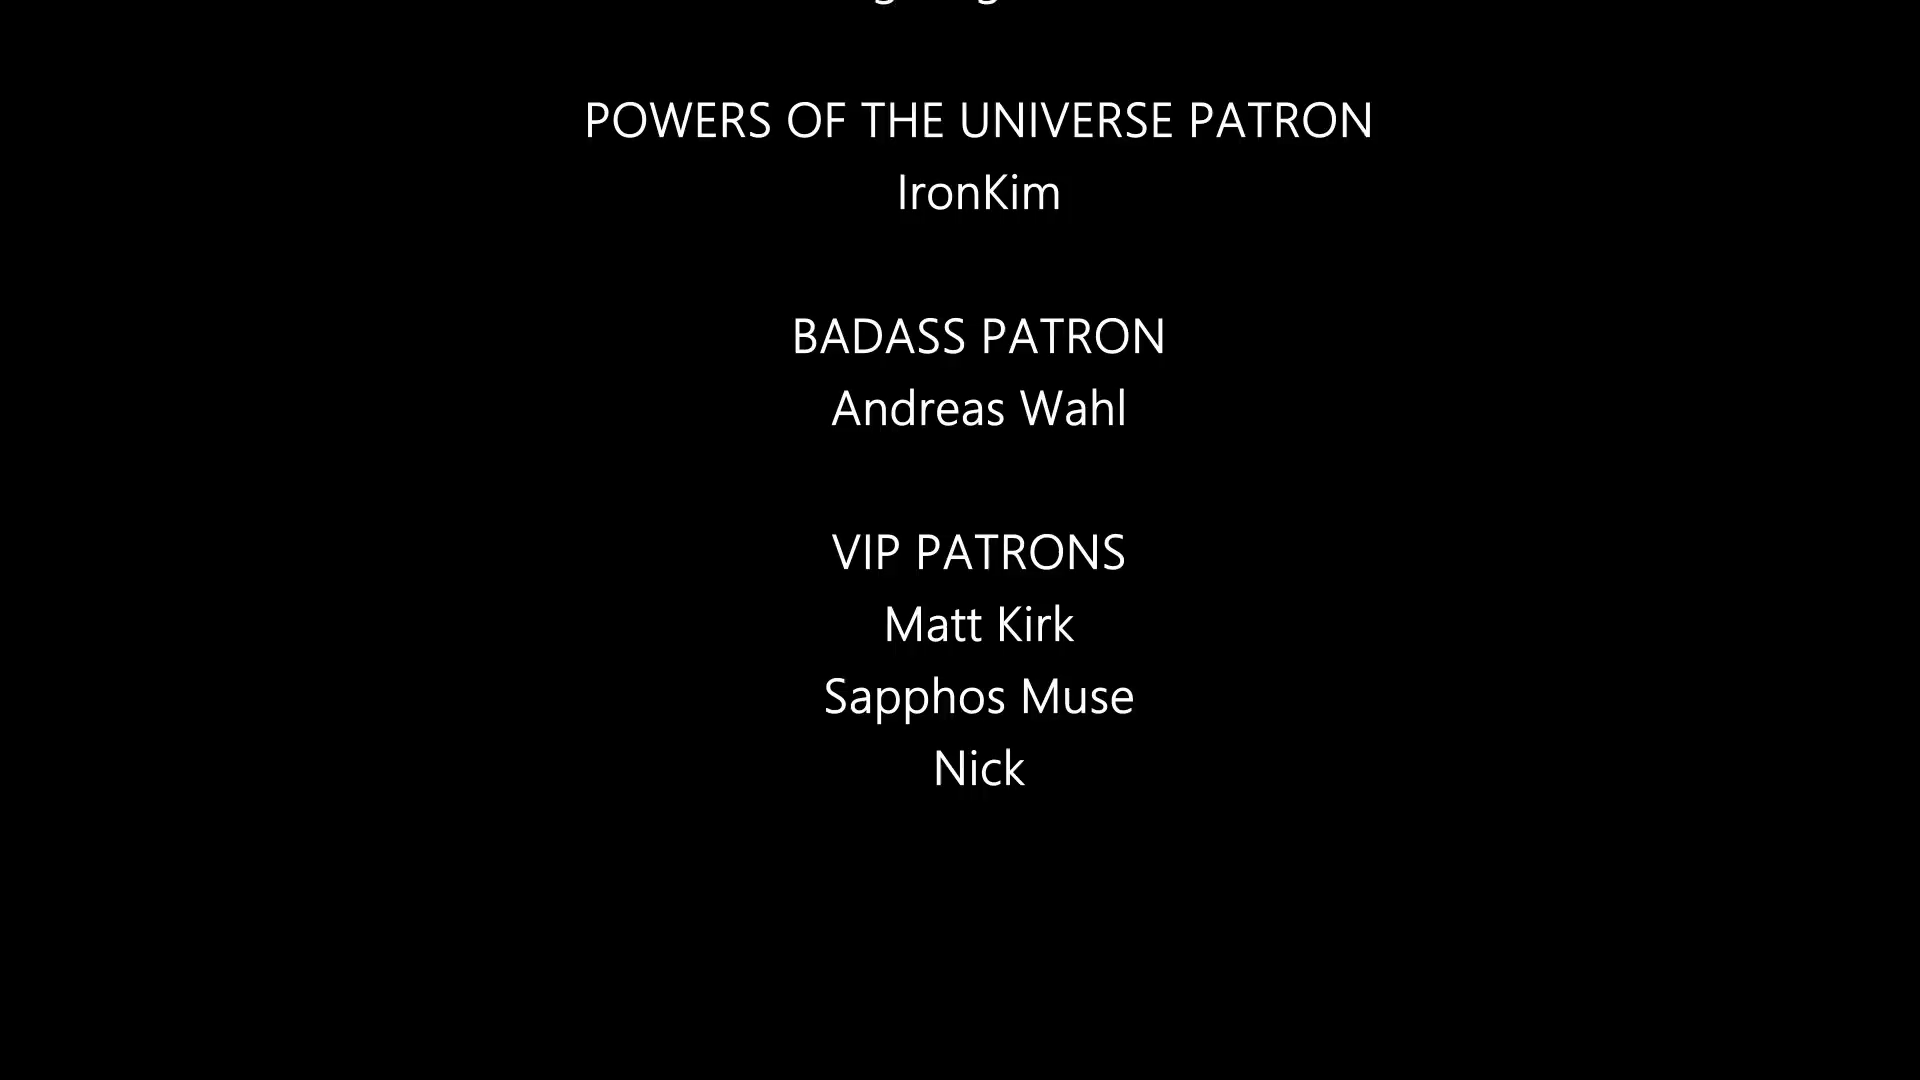 POWERS OF THE UNIVERSE PATRON
IronKim
BADASS PATRON
Andreas Wahl
VIP PATRONS
Matt Kirk
Sapphos Muse
Nick